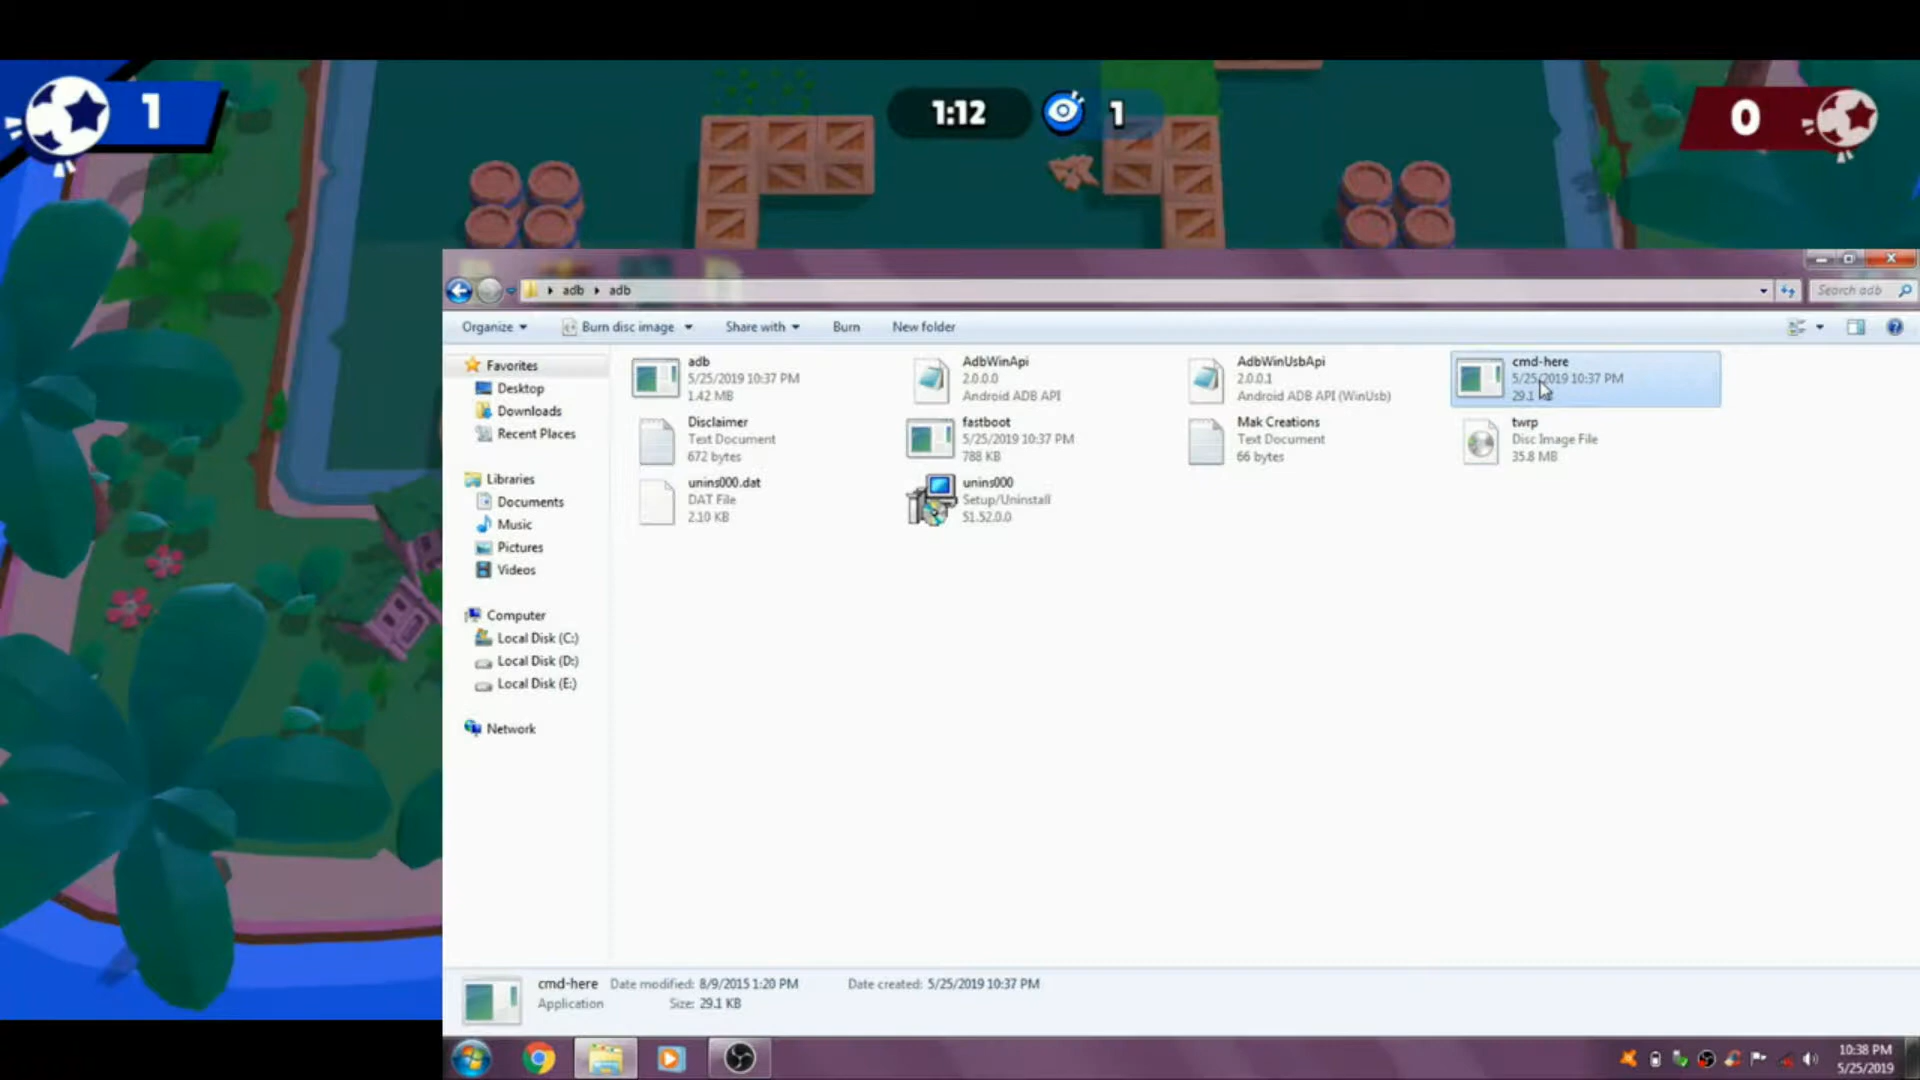 1
1:12
1
0
adb
adb
Search adb
Organize
Burn disc image
Share with
Burn
New folder
Favorites
Desktop
Downloads
Recent Places
Libraries
Documents
Music
Pictures
Videos
Computer
Local Disk (C:)
Local Disk (D:)
Local Disk (E:)
Network
adb
5/25/2019 10:37 PM
1.42 MB
AdbWinApi
2.0.0.0
Android ADB API
AdbWinUsbApi
2.0.0.1
Android ADB API (WinUsb)
cmd-here
5/25/2019 10:37 PM
29.1
Disclaimer
Text Document
672 bytes
fastboot
5/25/2019 10:37 PM
788 KB
Mak Creations
Text Document
66 bytes
twrp
Disc Image File
35.8 MB
unins000.dat
DAT File
2.10 KB
unins000
Setup/Uninstall
51.52.0.0
cmd-here Date modified: 8/9/2015 1:20 PM Date created: 5/25/2019 10:37 PM
Application Size: 29.1 KB
10:38 PM
5/25/2019